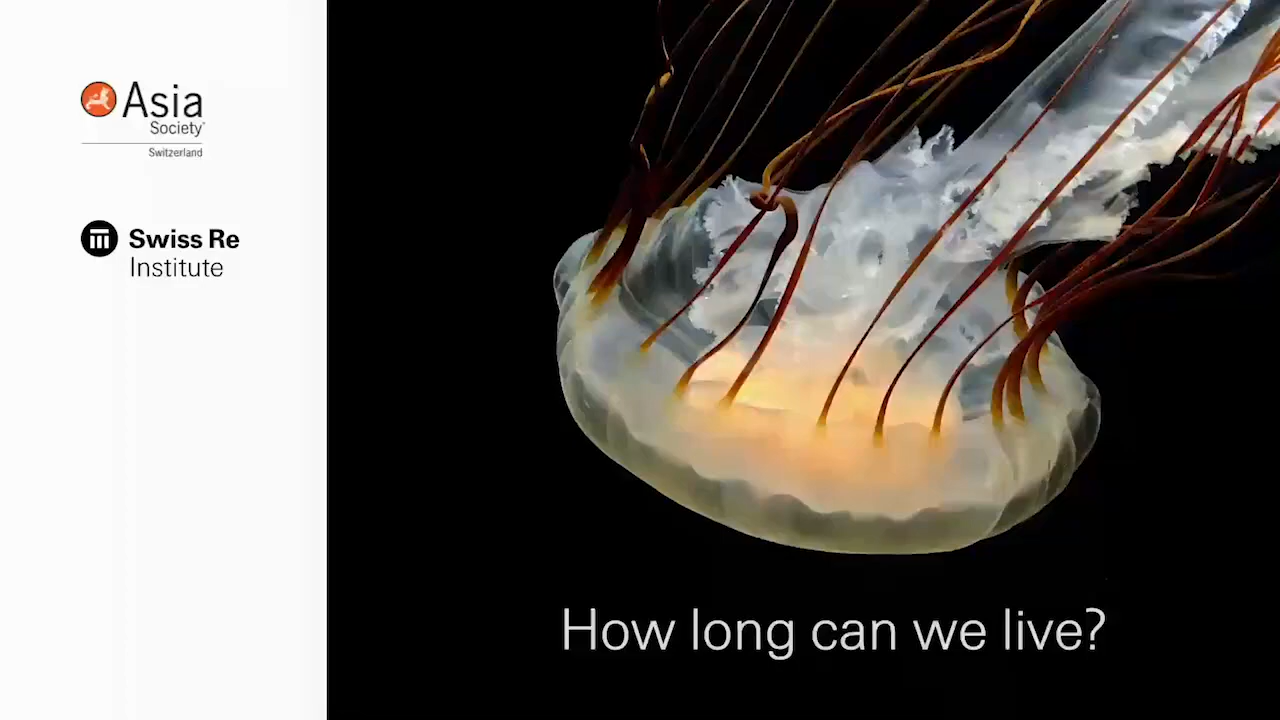 Asia
Society
Switzerland
Swiss Re
Institute
How long can we live?